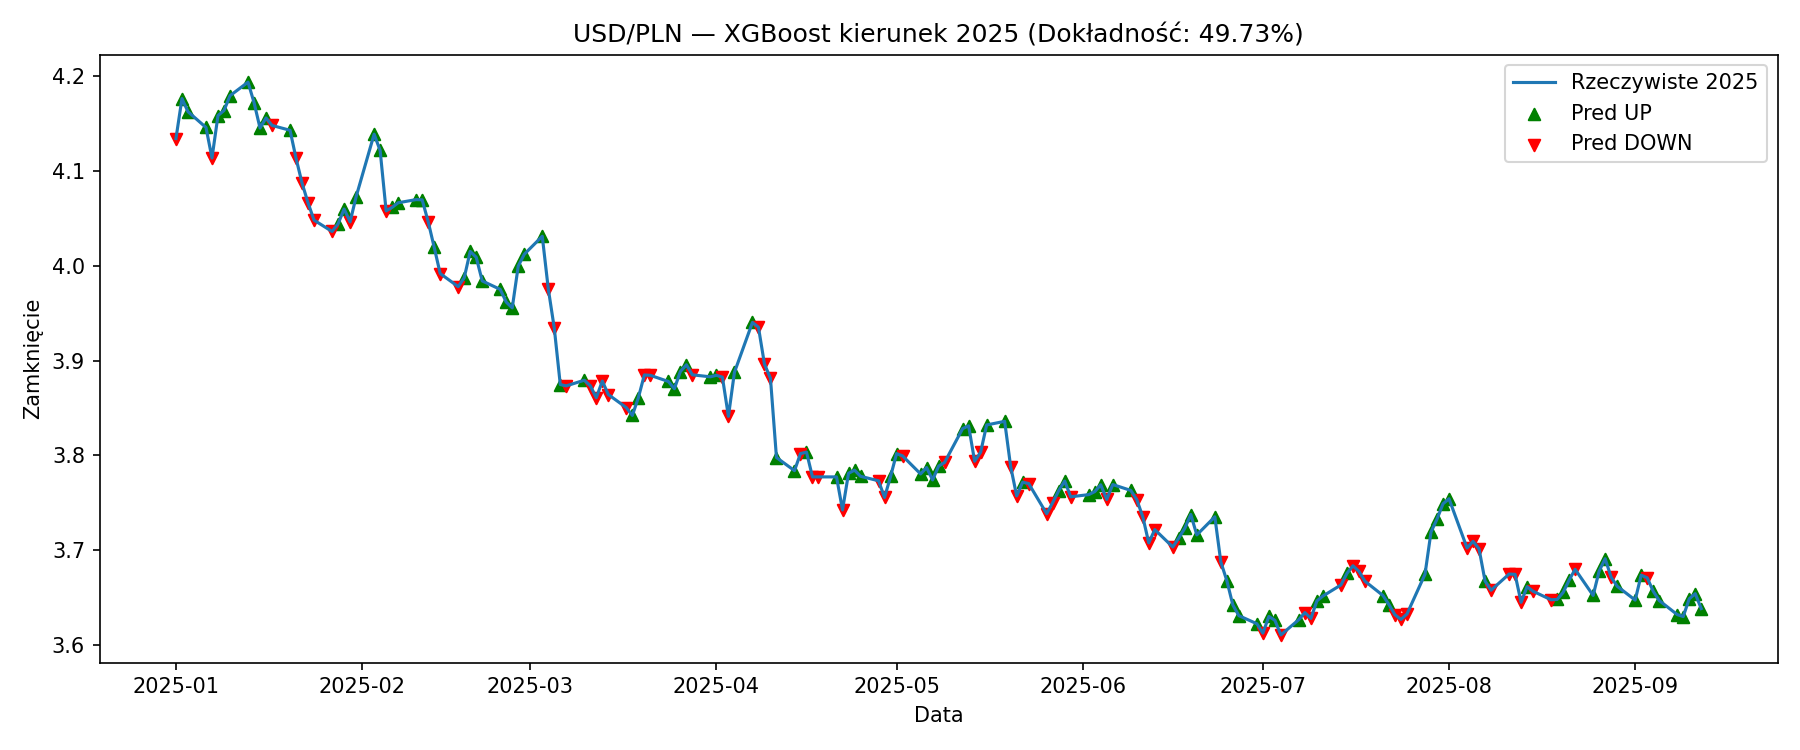 USD/PLN — XGBoost kierunek 2025 (Dokładność: 49.73%)
Rzeczywiste 2025
Pred UP
Pred DOWN
Zamknięcie
4.2
4.1
4.0
3.9
3.8
3.7
3.6
2025-01 2025-02 2025-03 2025-04 2025-05 2025-06 2025-07 2025-08 2025-09
Data